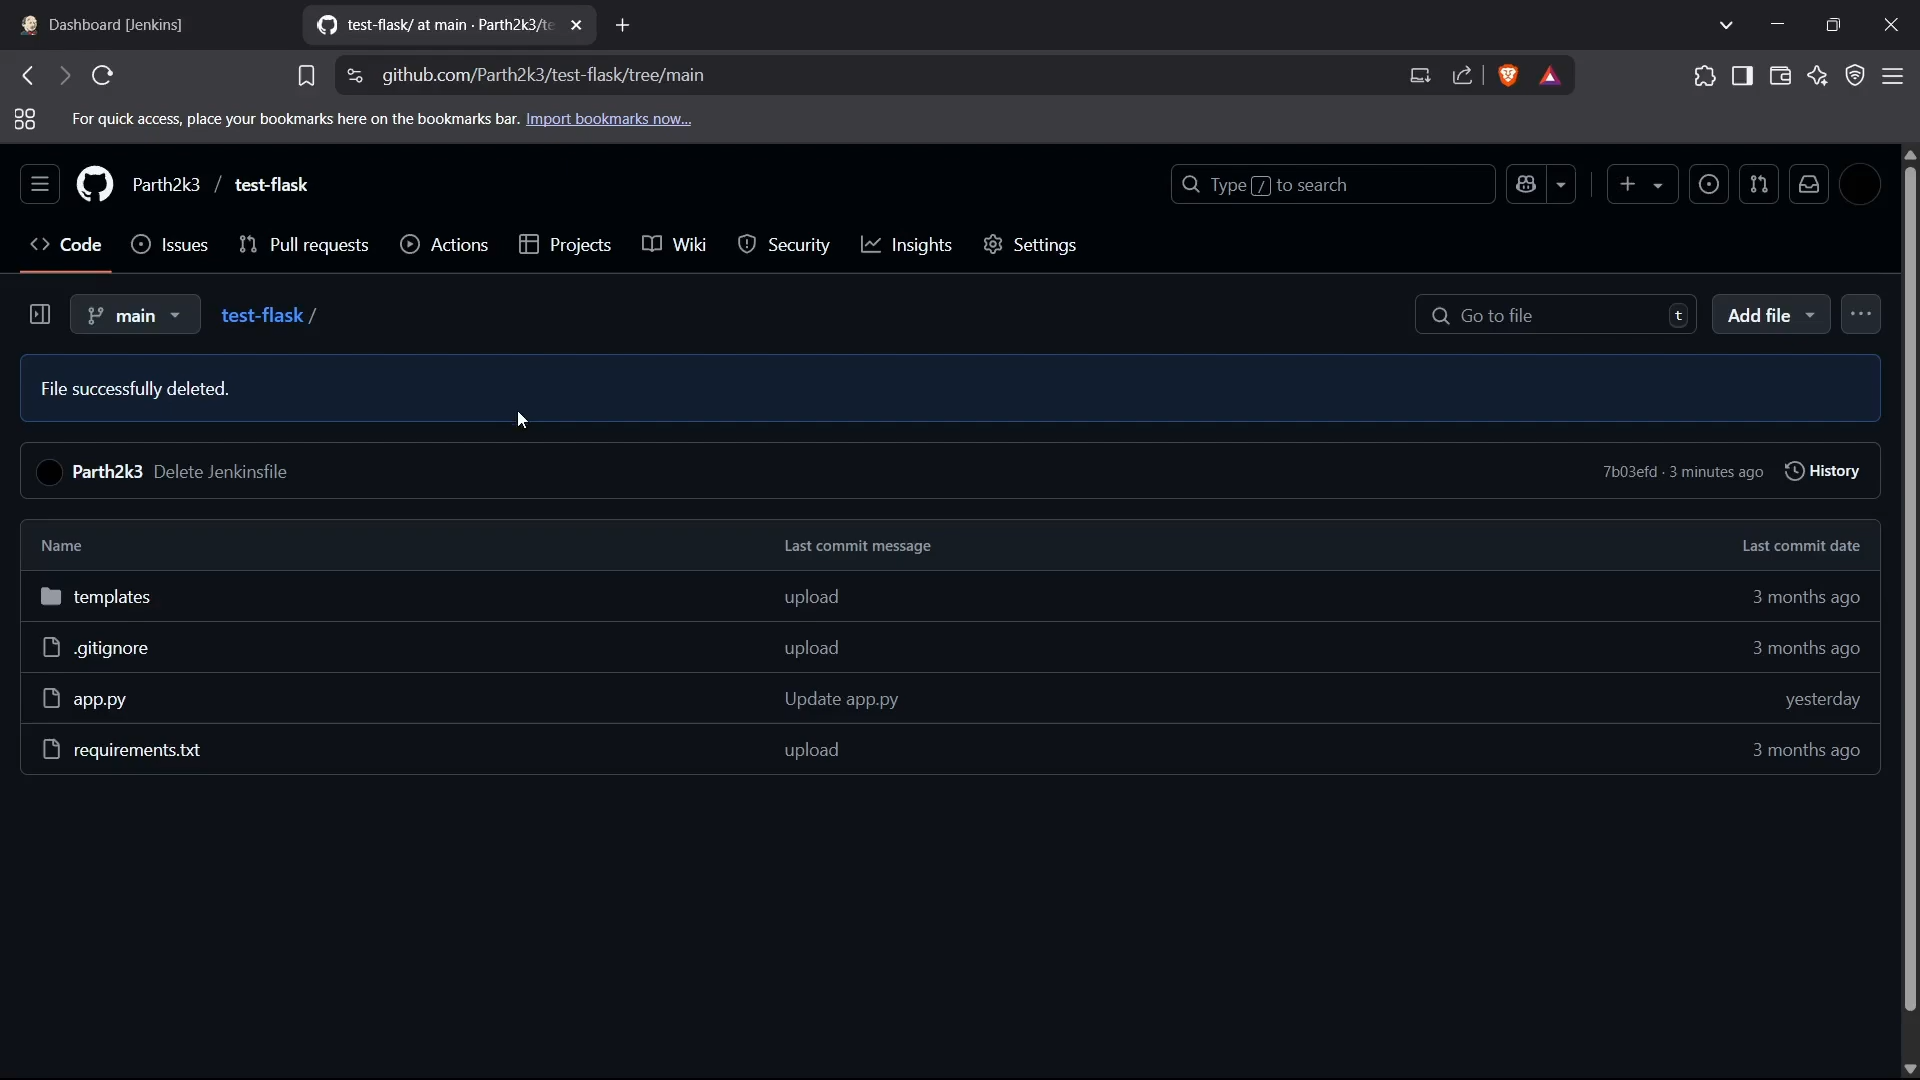 Dashboard [Jenkins]
test-flask/ at main · Parth2k3/te
github.com/Parth2k3/test-flask/tree/main
For quick access, place your bookmarks here on the bookmarks bar. Import bookmarks now...
Parth2k3 / test-flask
Type / to search
Code Issues Pull requests Actions Projects Wiki Security Insights Settings
main test-flask / Go to file t Add file
File successfully deleted.
Parth2k3 Delete Jenkinsfile 7b03efd · 3 minutes ago History
Name Last commit message Last commit date
templates upload 3 months ago
.gitignore upload 3 months ago
app.py Update app.py yesterday
requirements.txt upload 3 months ago